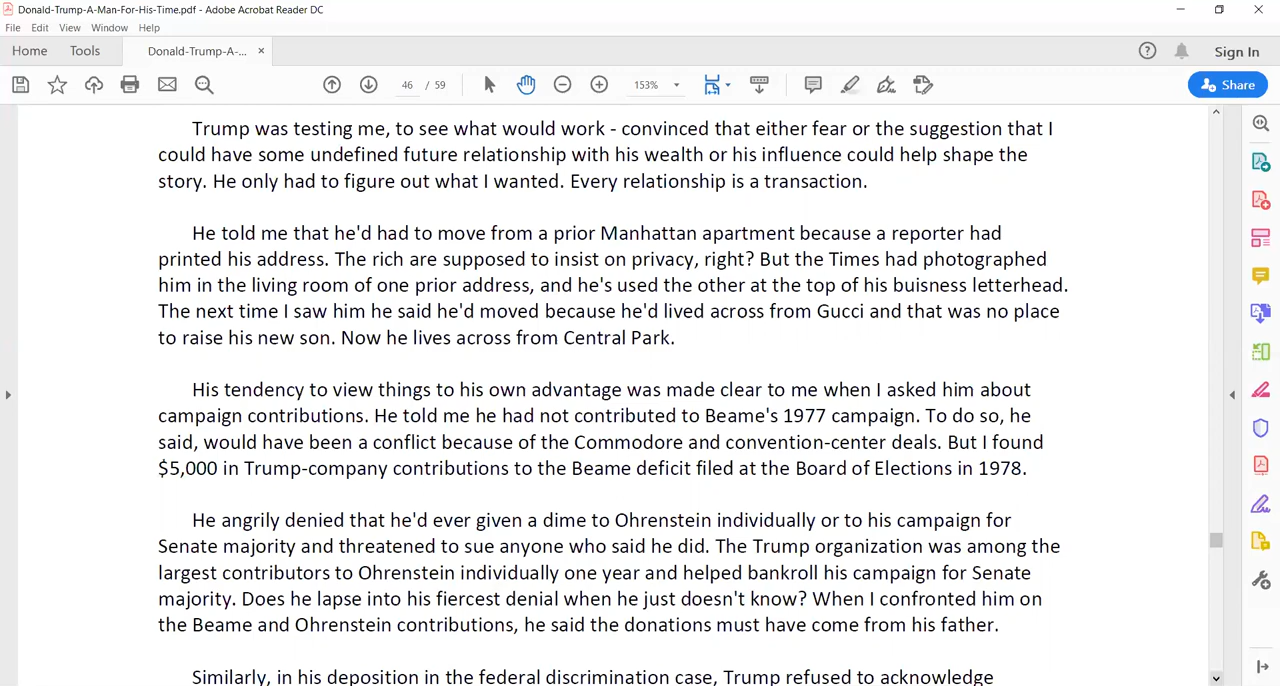 Donald-Trump-A-Man-For-His-Time.pdf - Adobe Acrobat Reader DC
File Edit View Window Help
Home Tools Donald-Trump-A-... × Sign In
46 / 59 153% Share
Trump was testing me, to see what would work - convinced that either fear or the suggestion that I
could have some undefined future relationship with his wealth or his influence could help shape the
story. He only had to figure out what I wanted. Every relationship is a transaction.
He told me that he'd had to move from a prior Manhattan apartment because a reporter had
printed his address. The rich are supposed to insist on privacy, right? But the Times had photographed
him in the living room of one prior address, and he's used the other at the top of his buisness letterhead.
The next time I saw him he said he'd moved because he'd lived across from Gucci and that was no place
to raise his new son. Now he lives across from Central Park.
His tendency to view things to his own advantage was made clear to me when I asked him about
campaign contributions. He told me he had not contributed to Beame's 1977 campaign. To do so, he
said, would have been a conflict because of the Commodore and convention-center deals. But I found
$5,000 in Trump-company contributions to the Beame deficit filed at the Board of Elections in 1978.
He angrily denied that he'd ever given a dime to Ohrenstein individually or to his campaign for
Senate majority and threatened to sue anyone who said he did. The Trump organization was among the
largest contributors to Ohrenstein individually one year and helped bankroll his campaign for Senate
majority. Does he lapse into his fiercest denial when he just doesn't know? When I confronted him on
the Beame and Ohrenstein contributions, he said the donations must have come from his father.
Similarly, in his deposition in the federal discrimination case, Trump refused to acknowledge